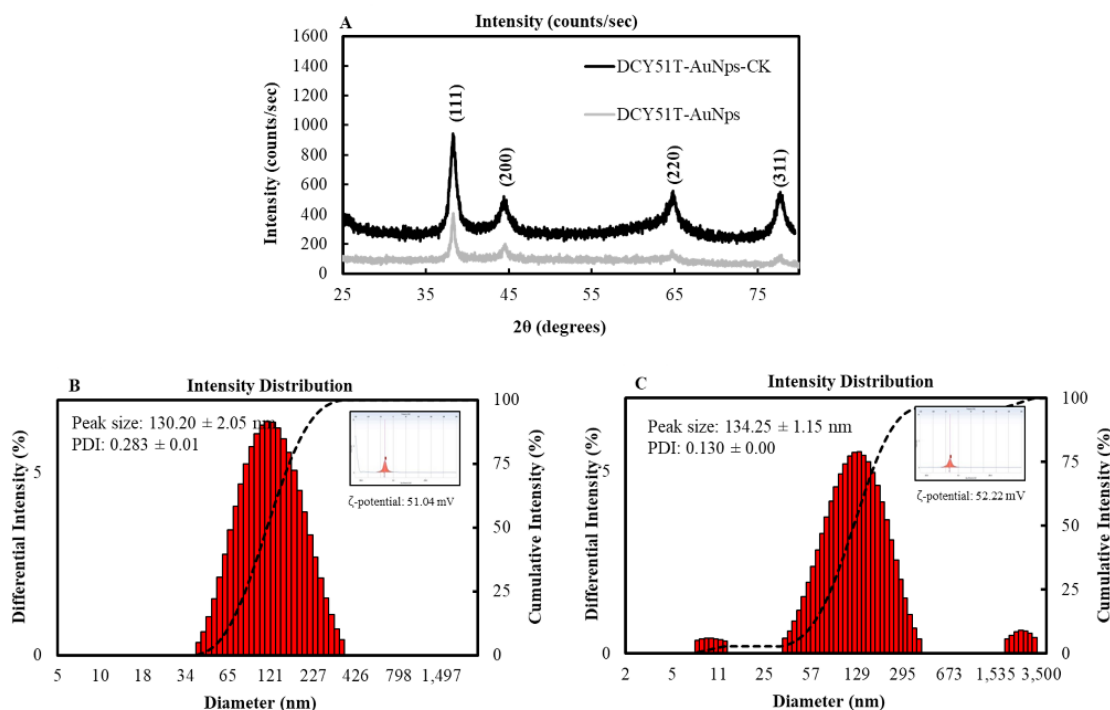 A
Intensity (counts/sec)
Intensity (counts/sec)
1600
1400
1200
1000
800
600
400
200
0
DCY51T-AuNps-CK
DCY51T-AuNps
(111)
(200)
(220)
(311)
25 35 45 55 65 75
2θ (degrees)
B
Intensity Distribution
Peak size: 130.20 ± 2.05 nm
PDI: 0.283 ± 0.01
ζ-potential: 51.04 mV
Differential Intensity (%)
5
0
Cumulative Intensity (%)
100
75
50
25
0
5 10 18 34 65 121 227 426 798 1,497
Diameter (nm)
C
Intensity Distribution
Peak size: 134.25 ± 1.15 nm
PDI: 0.130 ± 0.00
ζ-potential: 52.22 mV
Differential Intensity (%)
5
0
Cumulative Intensity (%)
100
75
50
25
0
2 11 25 57 129 295 673 1,535 3,500
Diameter (nm)